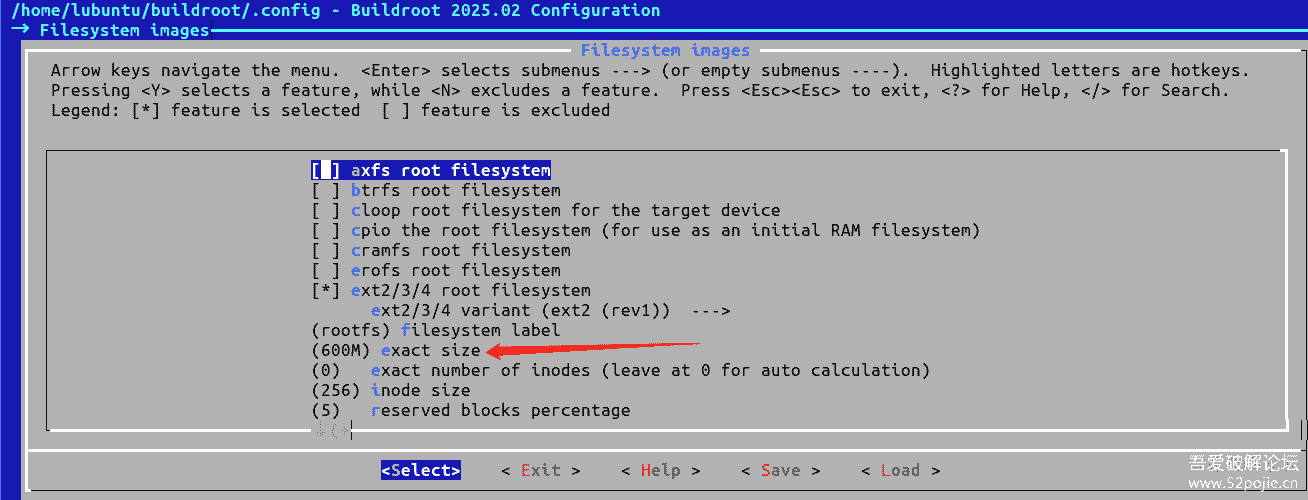 /home/lubuntu/buildroot/.config - Buildroot 2025.02 Configuration
→ Filesystem images
Filesystem images
Arrow keys navigate the menu.  <Enter> selects submenus ---> (or empty submenus ----).  Highlighted letters are hotkeys.
Pressing <Y> selects a feature, while <N> excludes a feature.  Press <Esc><Esc> to exit, <?> for Help, </> for Search.
Legend: [*] feature is selected  [ ] feature is excluded
[ ] axfs root filesystem
[ ] btrfs root filesystem
[ ] cloop root filesystem for the target device
[ ] cpio the root filesystem (for use as an initial RAM filesystem)
[ ] cramfs root filesystem
[ ] erofs root filesystem
[*] ext2/3/4 root filesystem
ext2/3/4 variant (ext2 (rev1))  --->
(rootfs) filesystem label
(600M) exact size
(0)   exact number of inodes (leave at 0 for auto calculation)
(256) inode size
(5)   reserved blocks percentage
↓(+)
<Select>    < Exit >    < Help >    < Save >    < Load >
吾爱破解论坛
www.52pojie.cn